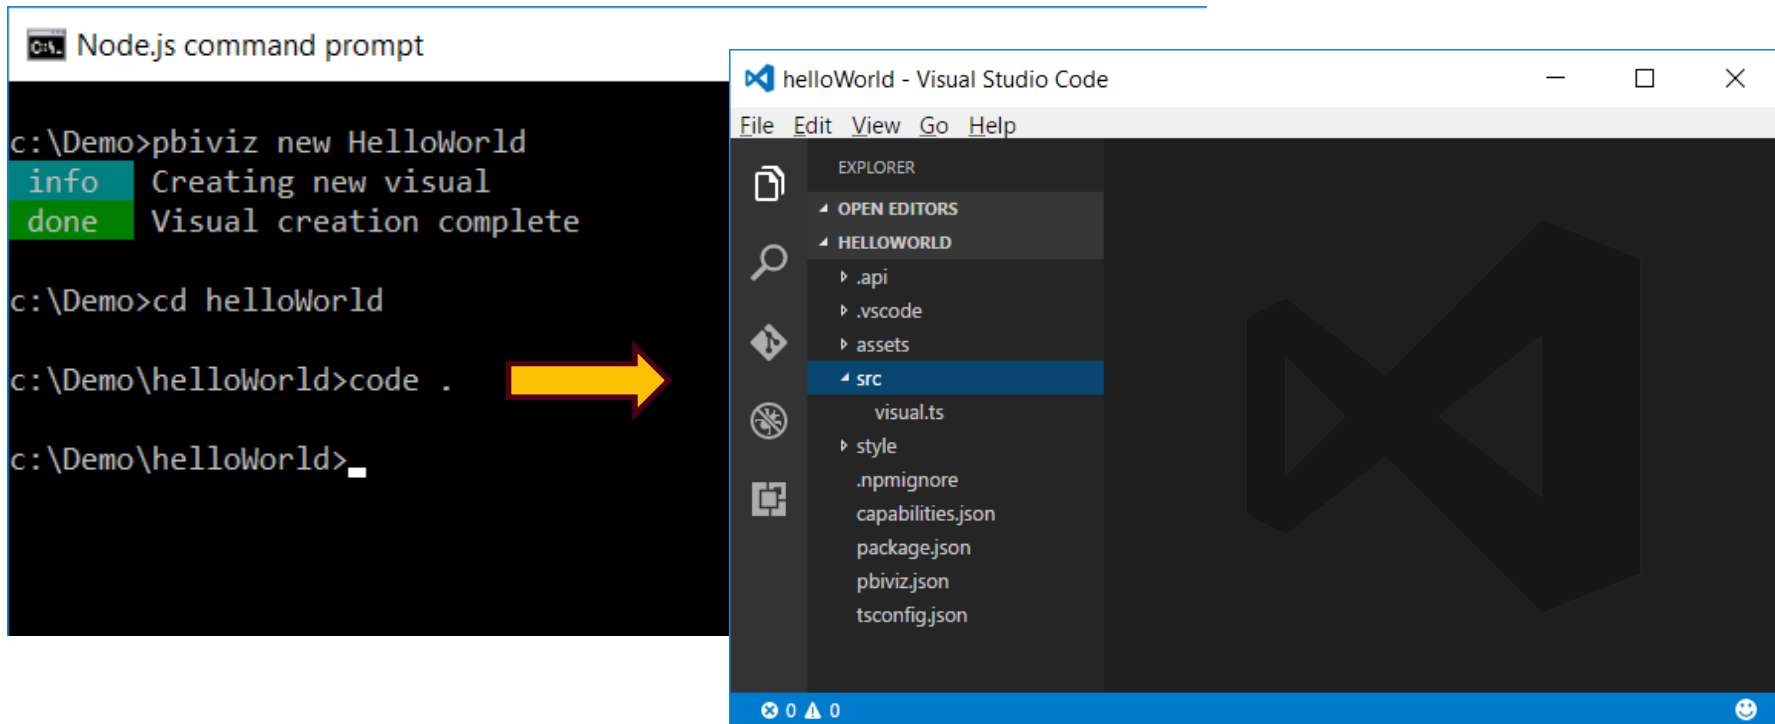 Node.js command prompt
c:\Demo>pbiviz new HelloWorld
info Creating new visual
done Visual creation complete
c:\Demo>cd helloWorld
c:\Demo\helloWorld>code .
c:\Demo\helloWorld>
helloWorld - Visual Studio Code
File Edit View Go Help
EXPLORER
OPEN EDITORS
HELLOWORLD
.api
.vscode
assets
src
visual.ts
style
.npmignore
capabilities.json
package.json
pbiviz.json
tsconfig.json
0 0